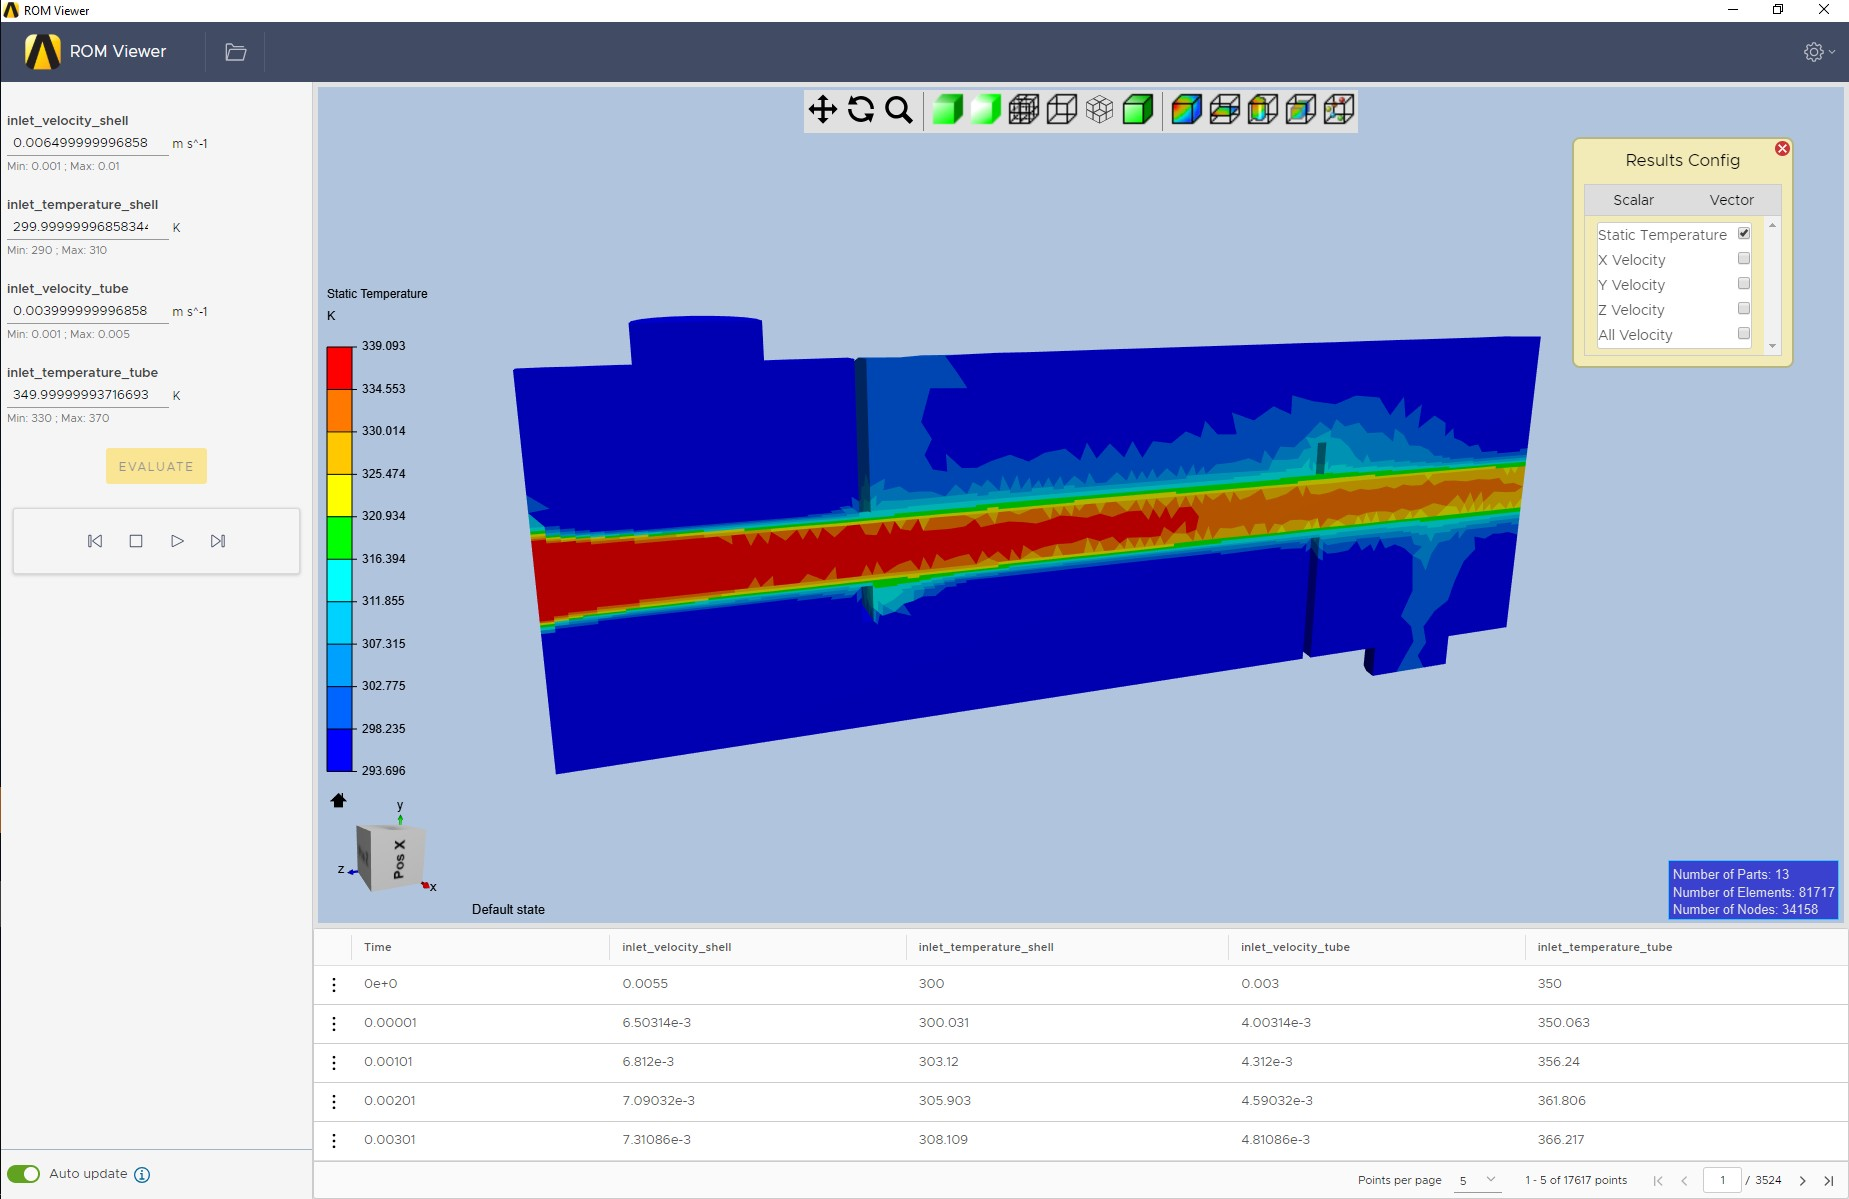 ROM Viewer
ROM Viewer
inlet_velocity_shell
0.006499999996858 m s^-1
Min: 0.001 ; Max: 0.01
inlet_temperature_shell
K
Min: 290 ; Max: 310
inlet_velocity_tube
0.003999999996858 m s^-1
Min: 0.001 ; Max: 0.005
inlet_temperature_tube
349.99999993716693 K
Min: 330 ; Max: 370
EVALUATE
Auto update
Results Config
Scalar Vector
Static Temperature
X Velocity
Y Velocity
Z Velocity
All Velocity
Static Temperature
K
339.093
334.553
330.014
325.474
320.934
316.394
311.855
307.315
302.775
298.235
293.696
y
Pos X
z
x
Default state
Number of Parts: 13
Number of Elements: 81717
Number of Nodes: 34158
Time inlet_velocity_shell inlet_temperature_shell inlet_velocity_tube inlet_temperature_tube
0e+0 0.0055 300 0.003 350
0.00001 6.50314e-3 300.031 4.00314e-3 350.063
0.00101 6.812e-3 303.12 4.312e-3 356.24
0.00201 7.09032e-3 305.903 4.59032e-3 361.806
0.00301 7.31086e-3 308.109 4.81086e-3 366.217
Points per page 5 1 - 5 of 17617 points 1 / 3524